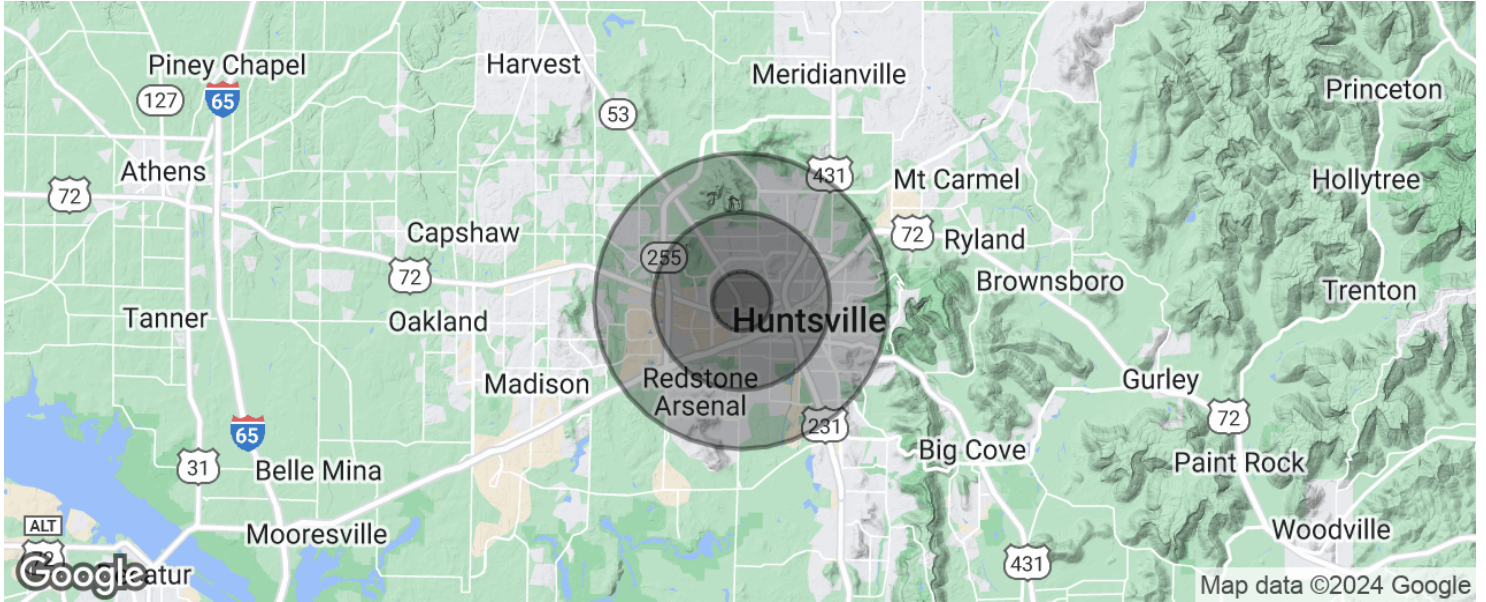 Piney Chapel
127
65
Harvest
53
Meridianville
Princeton
Athens
72
431
Mt Carmel
Hollytree
Capshaw
255
72
Ryland
72
Brownsboro
Trenton
Tanner
Oakland
Huntsville
Madison
Redstone
Arsenal
Gurley
65
231
72
31
Belle Mina
Big Cove
Paint Rock
ALT
72
Mooresville
Woodville
431
Google
Map data ©2024 Google